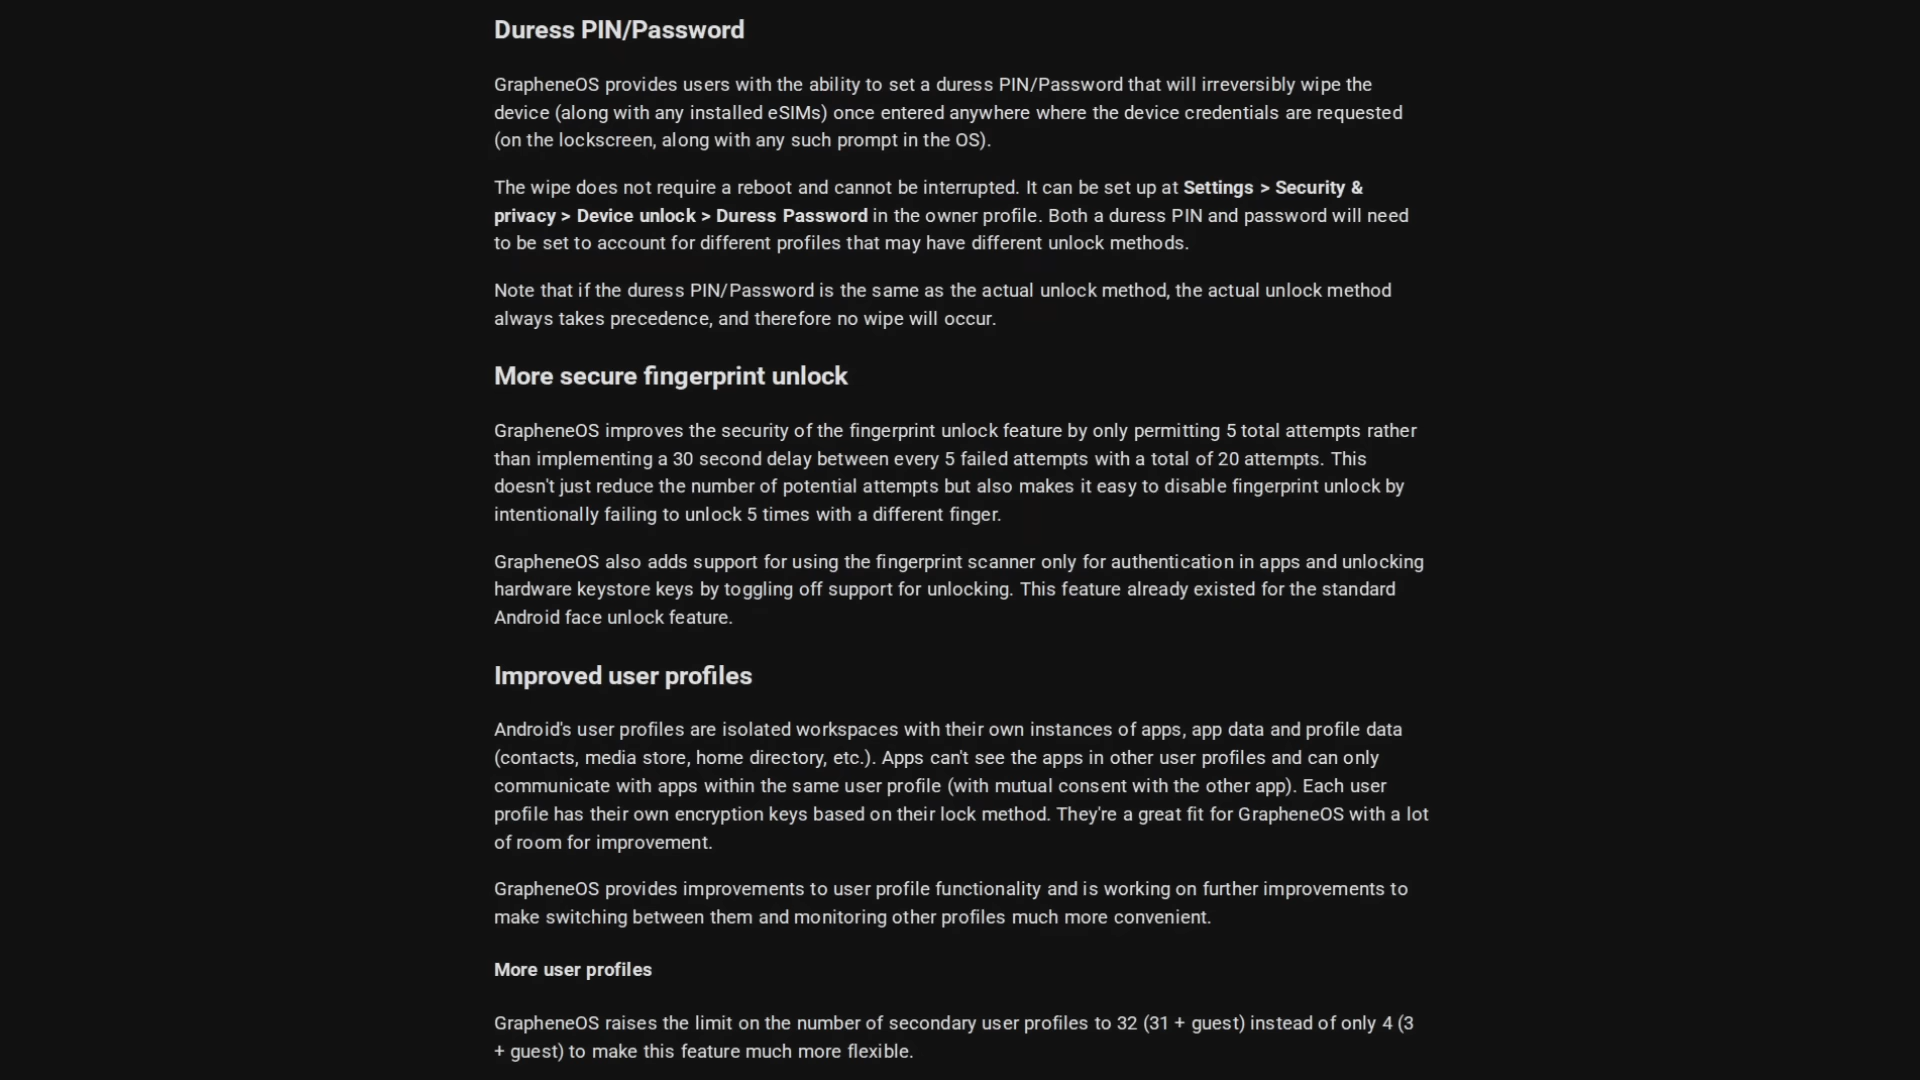 Duress PIN/Password
GrapheneOS provides users with the ability to set a duress PIN/Password that will irreversibly wipe the
device (along with any installed eSIMs) once entered anywhere where the device credentials are requested
(on the lockscreen, along with any such prompt in the OS).
The wipe does not require a reboot and cannot be interrupted. It can be set up at Settings > Security &
privacy > Device unlock > Duress Password in the owner profile. Both a duress PIN and password will need
to be set to account for different profiles that may have different unlock methods.
Note that if the duress PIN/Password is the same as the actual unlock method, the actual unlock method
always takes precedence, and therefore no wipe will occur.
More secure fingerprint unlock
GrapheneOS improves the security of the fingerprint unlock feature by only permitting 5 total attempts rather
than implementing a 30 second delay between every 5 failed attempts with a total of 20 attempts. This
doesn't just reduce the number of potential attempts but also makes it easy to disable fingerprint unlock by
intentionally failing to unlock 5 times with a different finger.
GrapheneOS also adds support for using the fingerprint scanner only for authentication in apps and unlocking
hardware keystore keys by toggling off support for unlocking. This feature already existed for the standard
Android face unlock feature.
Improved user profiles
Android's user profiles are isolated workspaces with their own instances of apps, app data and profile data
(contacts, media store, home directory, etc.). Apps can't see the apps in other user profiles and can only
communicate with apps within the same user profile (with mutual consent with the other app). Each user
profile has their own encryption keys based on their lock method. They're a great fit for GrapheneOS with a lot
of room for improvement.
GrapheneOS provides improvements to user profile functionality and is working on further improvements to
make switching between them and monitoring other profiles much more convenient.
More user profiles
GrapheneOS raises the limit on the number of secondary user profiles to 32 (31 + guest) instead of only 4 (3
+ guest) to make this feature much more flexible.